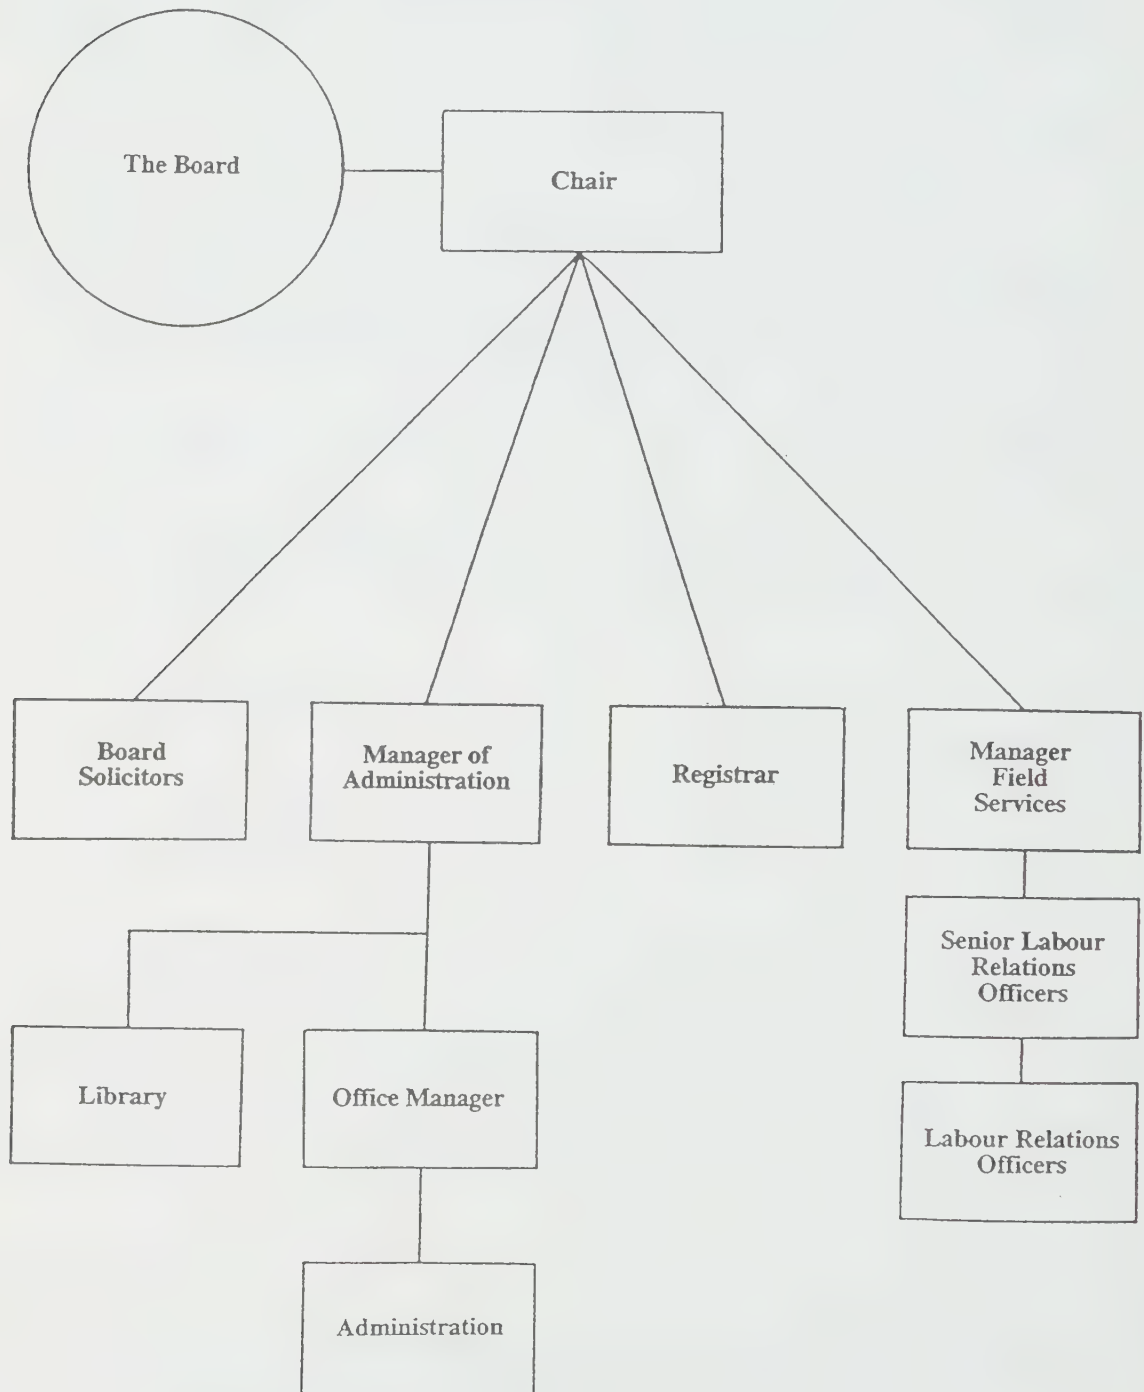 The Board
Chair
Board
Solicitors
Manager of
Administration
Registrar
Manager
Field
Services
Senior Labour
Relations
Officers
Library
Office Manager
Labour Relations
Officers
Administration